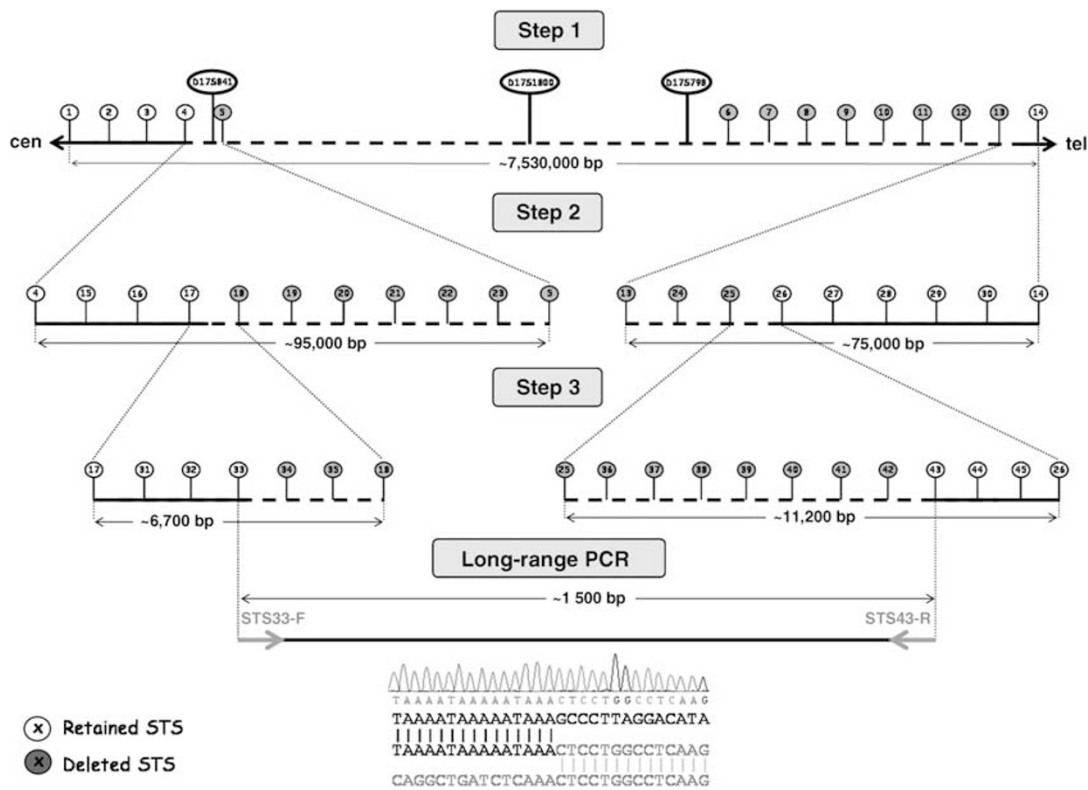 Step 1
D17S841 D17S1800 D17S798
1 2 3 4 5 6 7 8 9 10 11 12 13 14
cen tel
~7,530,000 bp
Step 2
4 15 16 17 18 19 20 21 22 23 5 13 24 25 26 27 28 29 30 14
~95,000 bp ~75,000 bp
Step 3
17 31 32 33 34 35 18 25 36 37 38 39 40 41 42 43 44 45 26
~6,700 bp ~11,200 bp
Long-range PCR
~1 500 bp
STS33-F STS43-R
TAAAATAAAAATAAACTCCTGGCCTCAAG
TAAAATAAAAATAAAGCCCTTAGGACATA
TAAAATAAAAATAAACTCCTGGCCTCAAG
CAGGCTGATCTCAAACTCCTGGCCTCAAG
x Retained STS
x Deleted STS